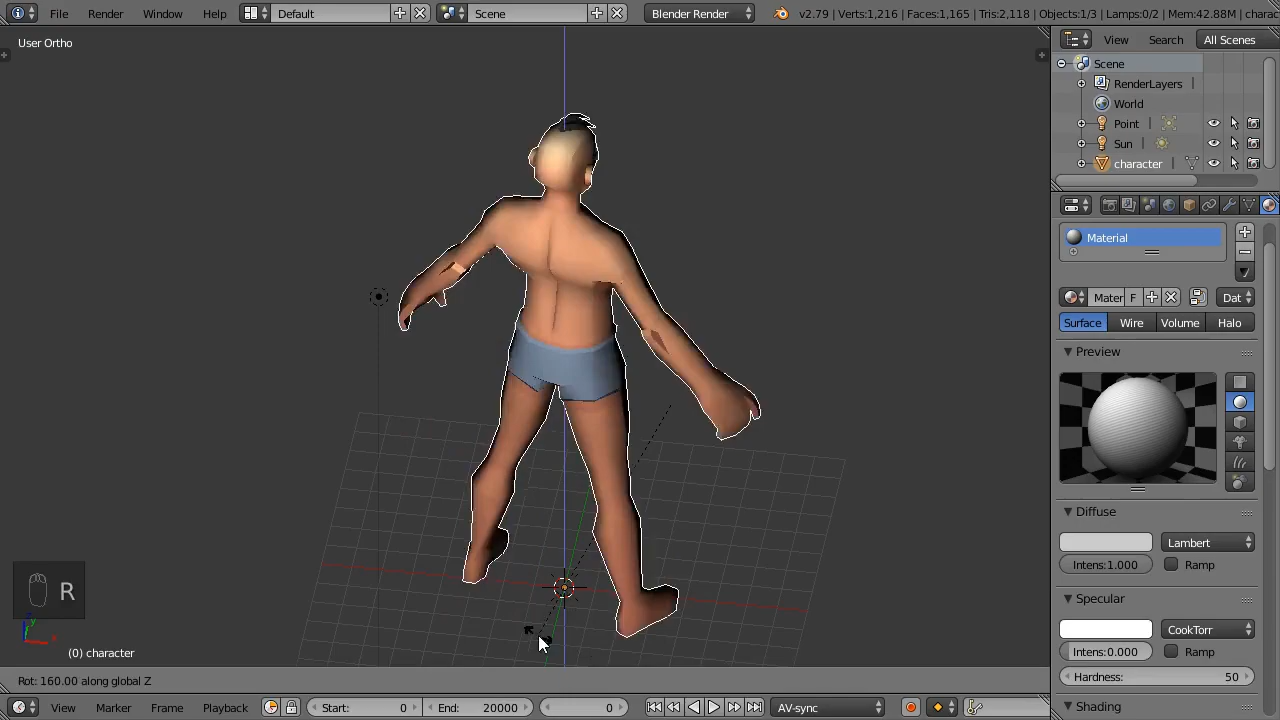 File Render Window Help Default Scene Blender Render v2.79 | Verts:1,216 | Faces:1,165 | Tris:2,118 | Objects:1/3 | Lamps:0/2 | Mem:42.88M | charac
User Ortho
View Search All Scenes
Scene
RenderLayers
World
Point
Sun
character
Material
Mater F Dat
Surface Wire Volume Halo
Preview
Diffuse
Lambert
Intens:1.000 Ramp
Specular
CookTorr
Intens:0.000 Ramp
Hardness: 50
Shading
R
y
x
(0) character
Rot: 160.00 along global Z
View Marker Frame Playback Start: 0 End: 20000 0 AV-sync